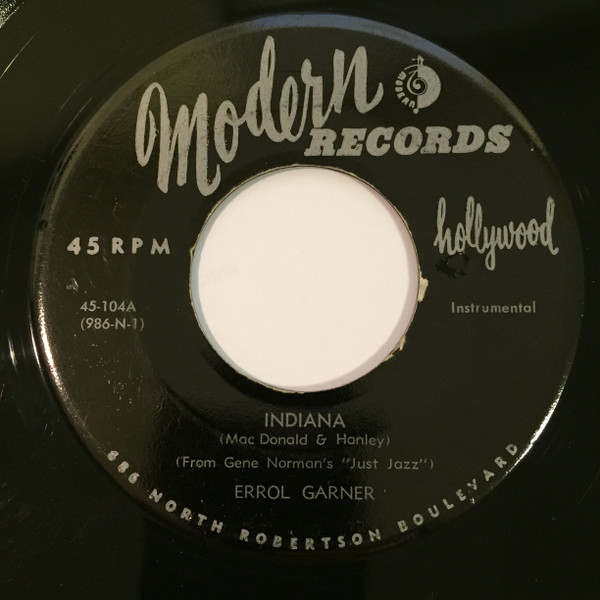 Modern
MODERN
RECORDS
hollywood
45 RPM
45-104A
(986-N-1)
Instrumental
INDIANA
(Mac Donald & Hanley)
(From Gene Norman's "Just Jazz")
ERROL GARNER
686 NORTH ROBERTSON BOULEVARD